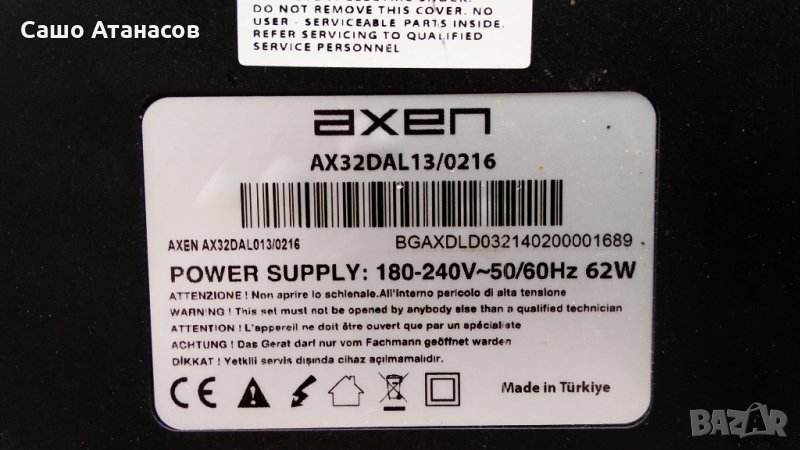 Сашо Атанасов
DO NOT REMOVE THIS COVER. NO
USER - SERVICEABLE PARTS INSIDE.
REFER SERVICING TO QUALIFIED
SERVICE PERSONNEL
axen
AX32DAL13/0216
AXEN AX32DAL013/0216
BGAXDLD032140200001689
POWER SUPPLY: 180-240V~50/60Hz 62W
ATTENZIONE ! Non aprire lo schienale.All'interno pericolo di alta tensione
WARNING ! This set must not be opened by anybody else than a qualified technician
ATTENTION ! L'appareil ne doit être ouvert que par un spécialiste
ACHTUNG ! Das Gerat darf nur vom Fachmann geöffnet warden
DİKKAT ! Yetkili servis dışında cihaz açılmamalıdır.
CE
Made in Türkiye
BAZAR